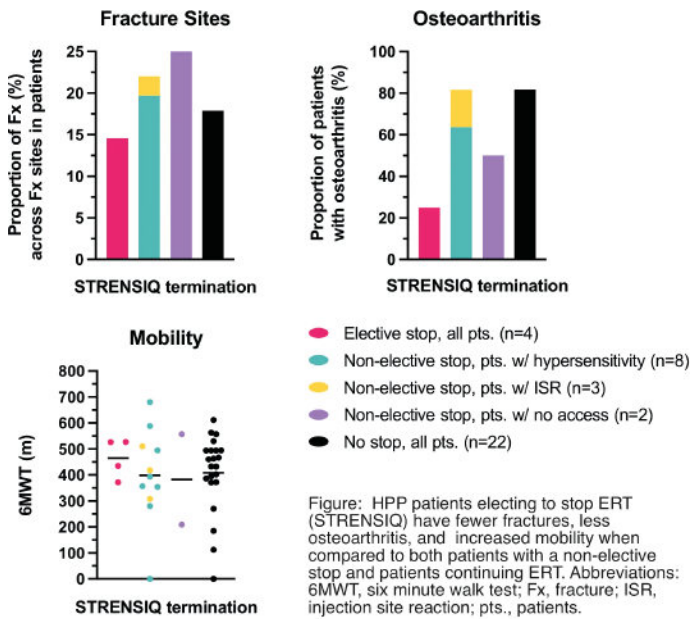 Fracture Sites
Proportion of Fx (%)
across Fx sites in patients
25
20
15
10
5
0
STRENSIQ termination
Osteoarthritis
Proportion of patients
with osteoarthritis (%)
100
80
60
40
20
0
STRENSIQ termination
Mobility
6MWT (m)
800
700
600
500
400
300
200
100
0
STRENSIQ termination
Elective stop, all pts. (n=4)
Non-elective stop, pts. w/ hypersensitivity (n=8)
Non-elective stop, pts. w/ ISR (n=3)
Non-elective stop, pts. w/ no access (n=2)
No stop, all pts. (n=22)
Figure: HPP patients electing to stop ERT
(STRENSIQ) have fewer fractures, less
osteoarthritis, and increased mobility when
compared to both patients with a non-elective
stop and patients continuing ERT. Abbreviations:
6MWT, six minute walk test; Fx, fracture; ISR,
injection site reaction; pts., patients.